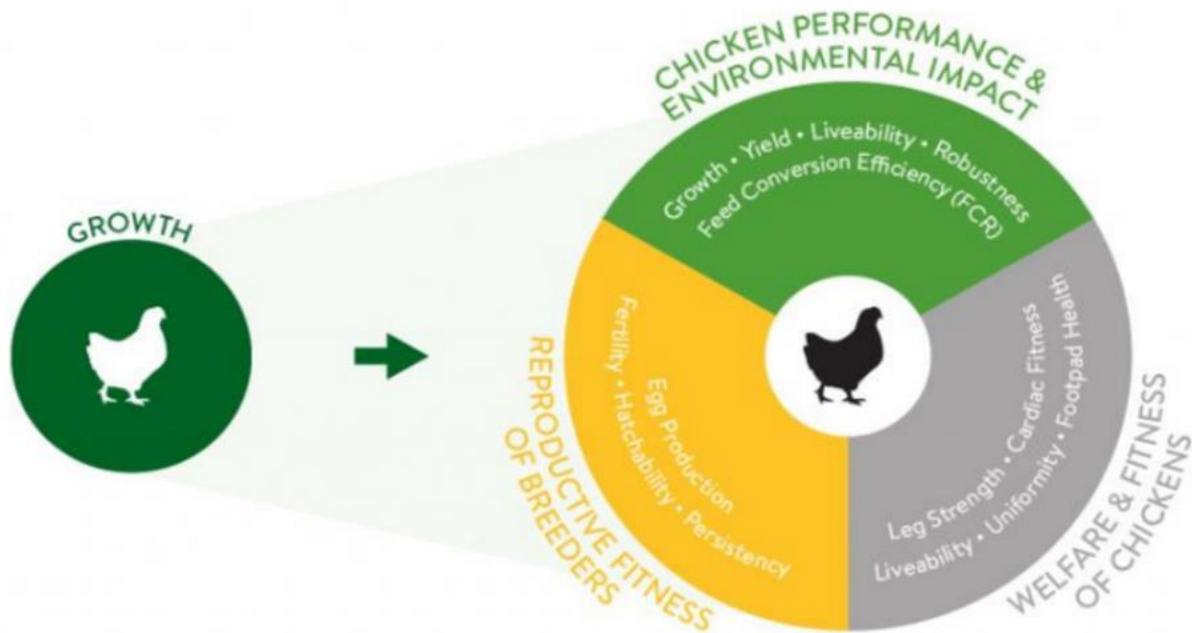 GROWTH
CHICKEN PERFORMANCE &
ENVIRONMENTAL IMPACT
Growth • Yield • Liveability • Robustness
Feed Conversion Efficiency (FCR)
REPRODUCTIVE FITNESS
OF BREEDERS
Egg Production
Fertility • Hatchability • Persistency
Leg Strength • Cardiac Fitness
Liveability • Uniformity • Footpad Health
WELFARE & FITNESS
OF CHICKENS